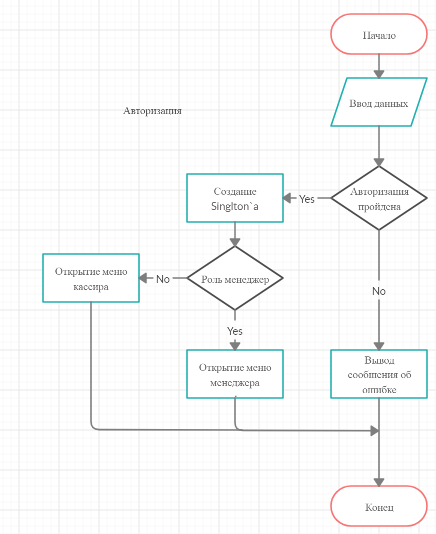 Начало
Ввод данных
Авторизация
Авторизация
пройдена
Yes
Создание
Singlton`а
Открытие меню
кассира
No
Роль менеджер
No
Yes
Открытие меню
менеджера
Вывод
сообщения об
ошибке
Конец